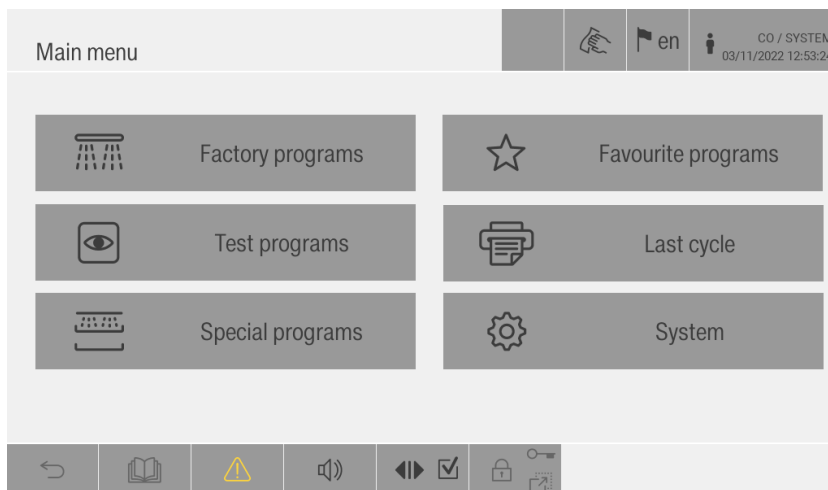 Main menu
en
CO / SYSTEM
03/11/2022 12:53:24
Factory programs
Favourite programs
Test programs
Last cycle
Special programs
System